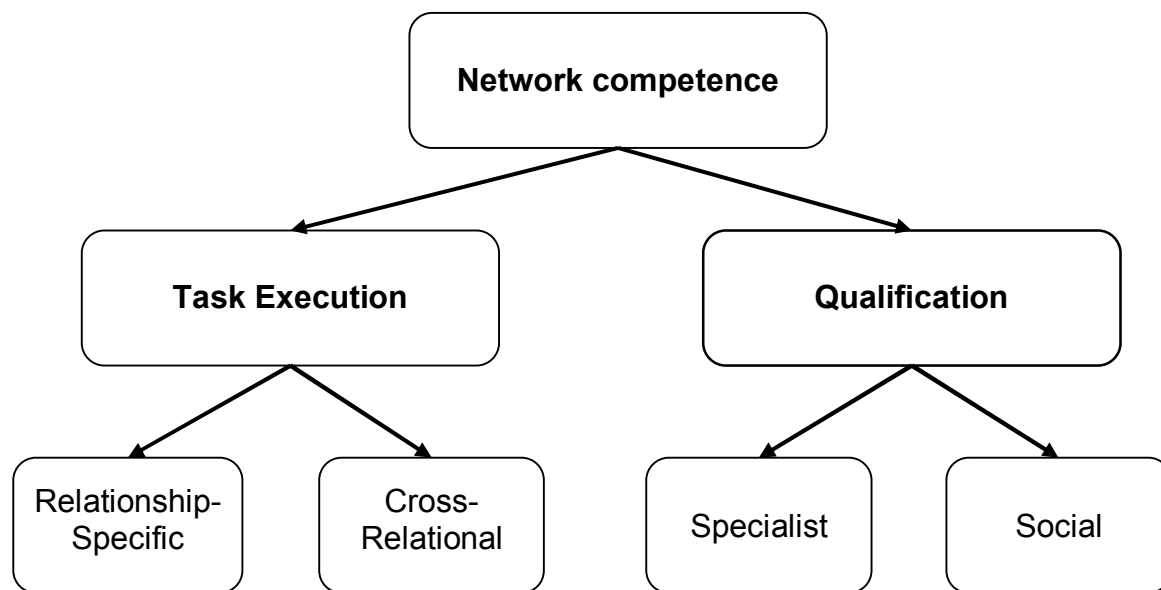 Network competence
Task Execution
Qualification
Relationship-
Specific
Cross-
Relational
Specialist
Social